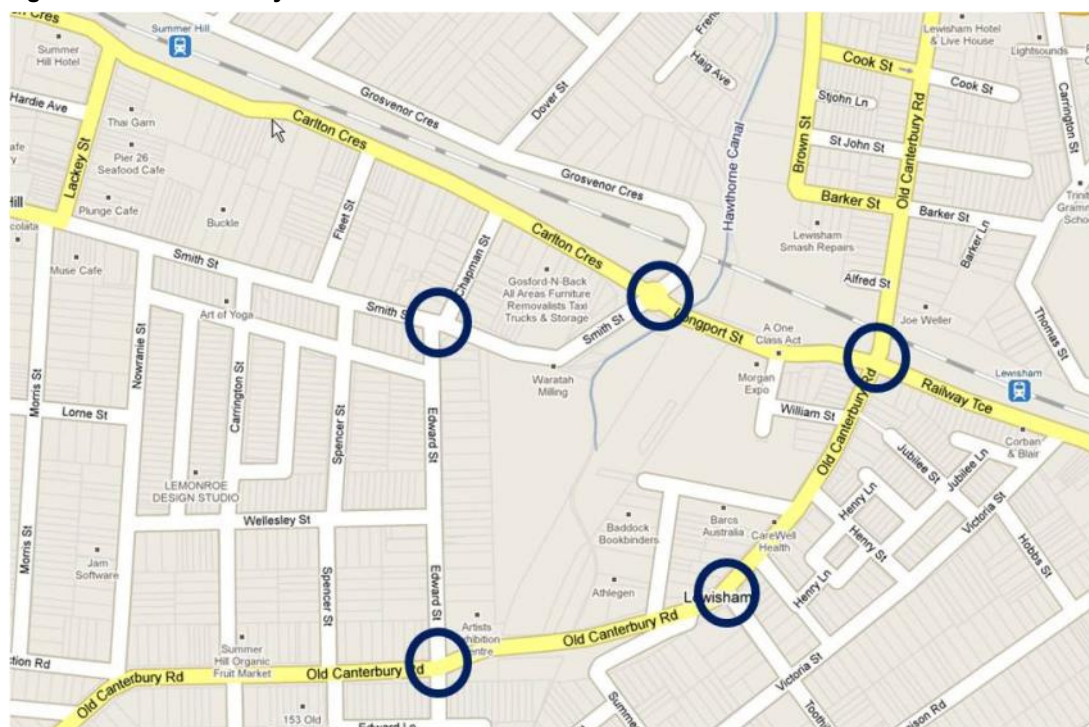 Summer Hill
Lewisham Hotel
& Live House
Lightsounds
Summer
Hill Hotel
Haig Ave
Cook St
Cook St
Carrington St
Hardie Ave
Thai Garn
Grosvenor Cres
Dover St
Stjohn Ln
Old Canterbury Rd
Lackey St
Carlton Cres
Hawthorne Canal
Brown St
St John St
Pier 26
Seafood Cafe
Grosvenor Cres
Barker St
Barker St
Plunge Cafe
Buckle
Fleet St
Carlton Cres
Lewisham
Smash Repairs
Barker Ln
Muse Cafe
Smith St
Chapman St
Gosford-N-Back
All Areas Furniture
Removalists Taxi
Trucks & Storage
Alfred St
Art of Yoga
Smith St
Smith St
Longport St
A One
Class Act
Joe Weller
Thomas St
Morris St
Nowranie St
Waratah
Milling
Morgan
Expo
Lewisham
Railway Tce
Lorne St
Carrington St
Spencer St
Edward St
William St
Old Canterbury Rd
Corban
& Blair
Jubilee St
Jubilee Ln
LEMONROE
DESIGN STUDIO
Henry Ln
Victoria St
Wellesley St
Baddock
Bookbinders
Barcs
Australia
CareWell
Health
Henry St
Hobbs St
Morris St
Jam
Software
Spencer St
Edward St
Athlegen
Lewisham
Henry Ln
Artists
Old Canterbury Rd
Summer
Hill Organic
Fruit Market
Old Canterbury Rd
Victoria St
Old Canterbury Rd
153 Old
Edward Ln